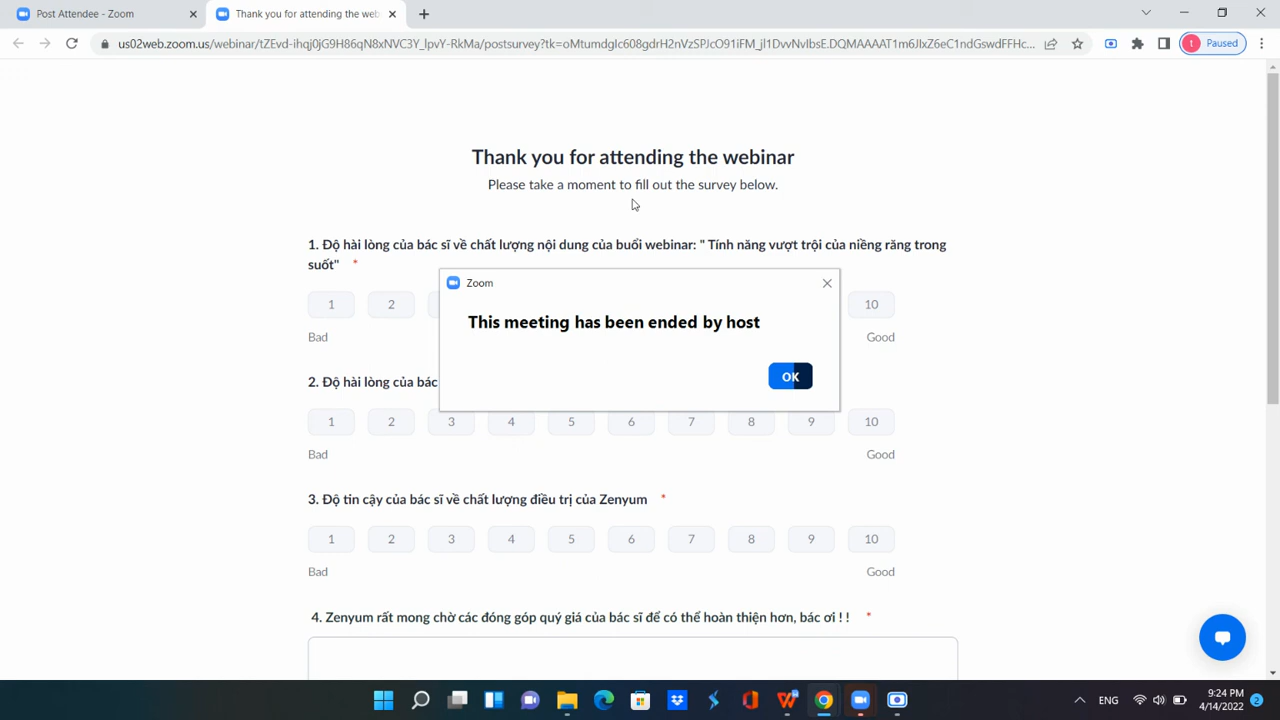 Post Attendee - Zoom
Thank you for attending the web
us02web.zoom.us/webinar/tZEvd-ihqj0jG9H86qN8xNVC3Y_lpvY-RkMa/postsurvey?tk=oMtumdgIc608gdrH2nVzSPJcO91iFM_jl1DvvNvIbsE.DQMAAAAT1m6JIxZ6eC1ndGswdFFHc...
t
Paused
Thank you for attending the webinar
Please take a moment to fill out the survey below.
1. Độ hài lòng của bác sĩ về chất lượng nội dung của buổi webinar: " Tính năng vượt trội của niềng răng trong
suốt" *
1 2 10
Bad Good
Zoom
This meeting has been ended by host
OK
2. Độ hài lòng của bác
1 2 3 4 5 6 7 8 9 10
Bad Good
3. Độ tin cậy của bác sĩ về chất lượng điều trị của Zenyum *
1 2 3 4 5 6 7 8 9 10
Bad Good
4. Zenyum rất mong chờ các đóng góp quý giá của bác sĩ để có thể hoàn thiện hơn, bác ơi ! ! *
ENG
9:24 PM
4/14/2022
2